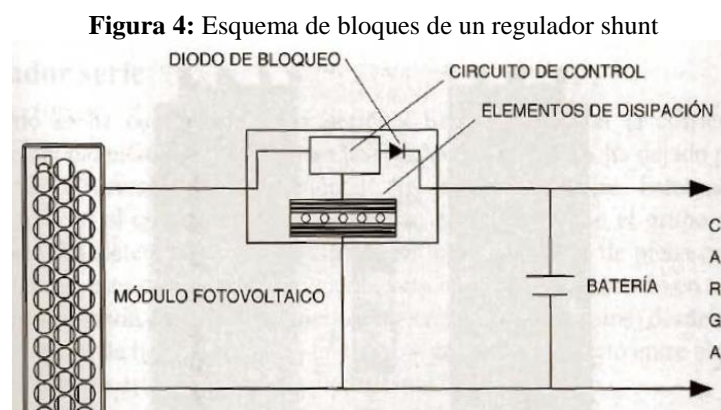 Figura 4: Esquema de bloques de un regulador shunt
DIODO DE BLOQUEO
CIRCUITO DE CONTROL
ELEMENTOS DE DISIPACIÓN
MÓDULO FOTOVOLTAICO
BATERÍA
C
A
R
G
A